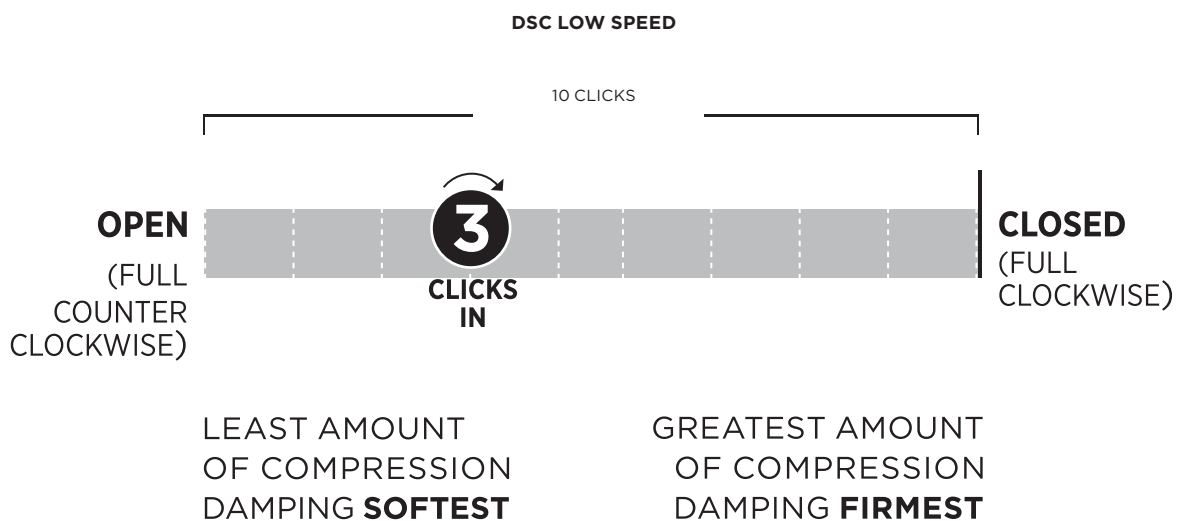 DSC LOW SPEED
10 CLICKS
OPEN
(FULL
COUNTER
CLOCKWISE)
3
CLICKS
IN
CLOSED
(FULL
CLOCKWISE)
LEAST AMOUNT
OF COMPRESSION
DAMPING SOFTEST
GREATEST AMOUNT
OF COMPRESSION
DAMPING FIRMEST